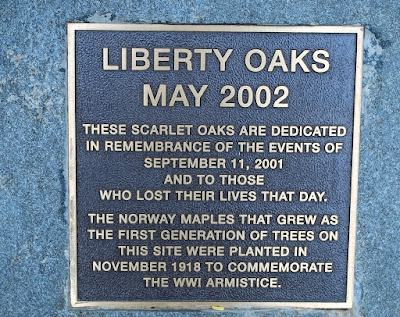 LIBERTY OAKS
MAY 2002
THESE SCARLET OAKS ARE DEDICATED
IN REMEMBRANCE OF THE EVENTS OF
SEPTEMBER 11, 2001
AND TO THOSE
WHO LOST THEIR LIVES THAT DAY.
THE NORWAY MAPLES THAT GREW AS
THE FIRST GENERATION OF TREES ON
THIS SITE WERE PLANTED IN
NOVEMBER 1918 TO COMMEMORATE
THE WWI ARMISTICE.